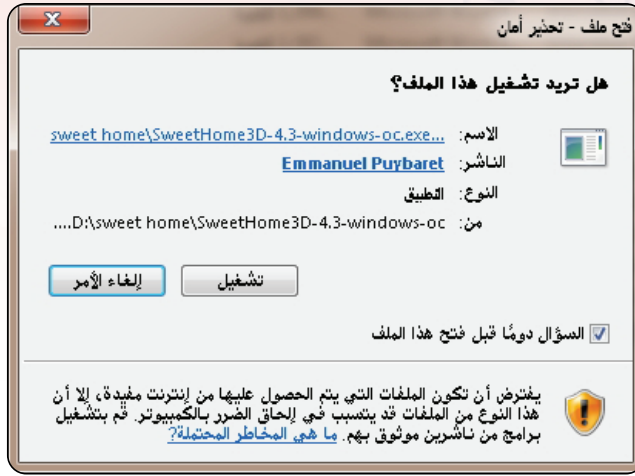 فتح ملف - تحذير أمان
هل تريد تشغيل هذا الملف؟
الاسم: ...sweet home\SweetHome3D-4.3-windows-oc.exe
الناشر: Emmanuel Puybaret
النوع: التطبيق
من: D:\sweet home\SweetHome3D-4.3-windows-oc....
تشغيل
إلغاء الأمر
السؤال دومًا قبل فتح هذا الملف
يفترض أن تكون الملفات التي يتم الحصول عليها من إنترنت مفيدة، إلا أن
هذا النوع من الملفات قد يتسبب في إلحاق الضرر بالكمبيوتر. قم بتشغيل
برامج من ناشرين موثوق بهم. ما هي المخاطر المحتملة؟